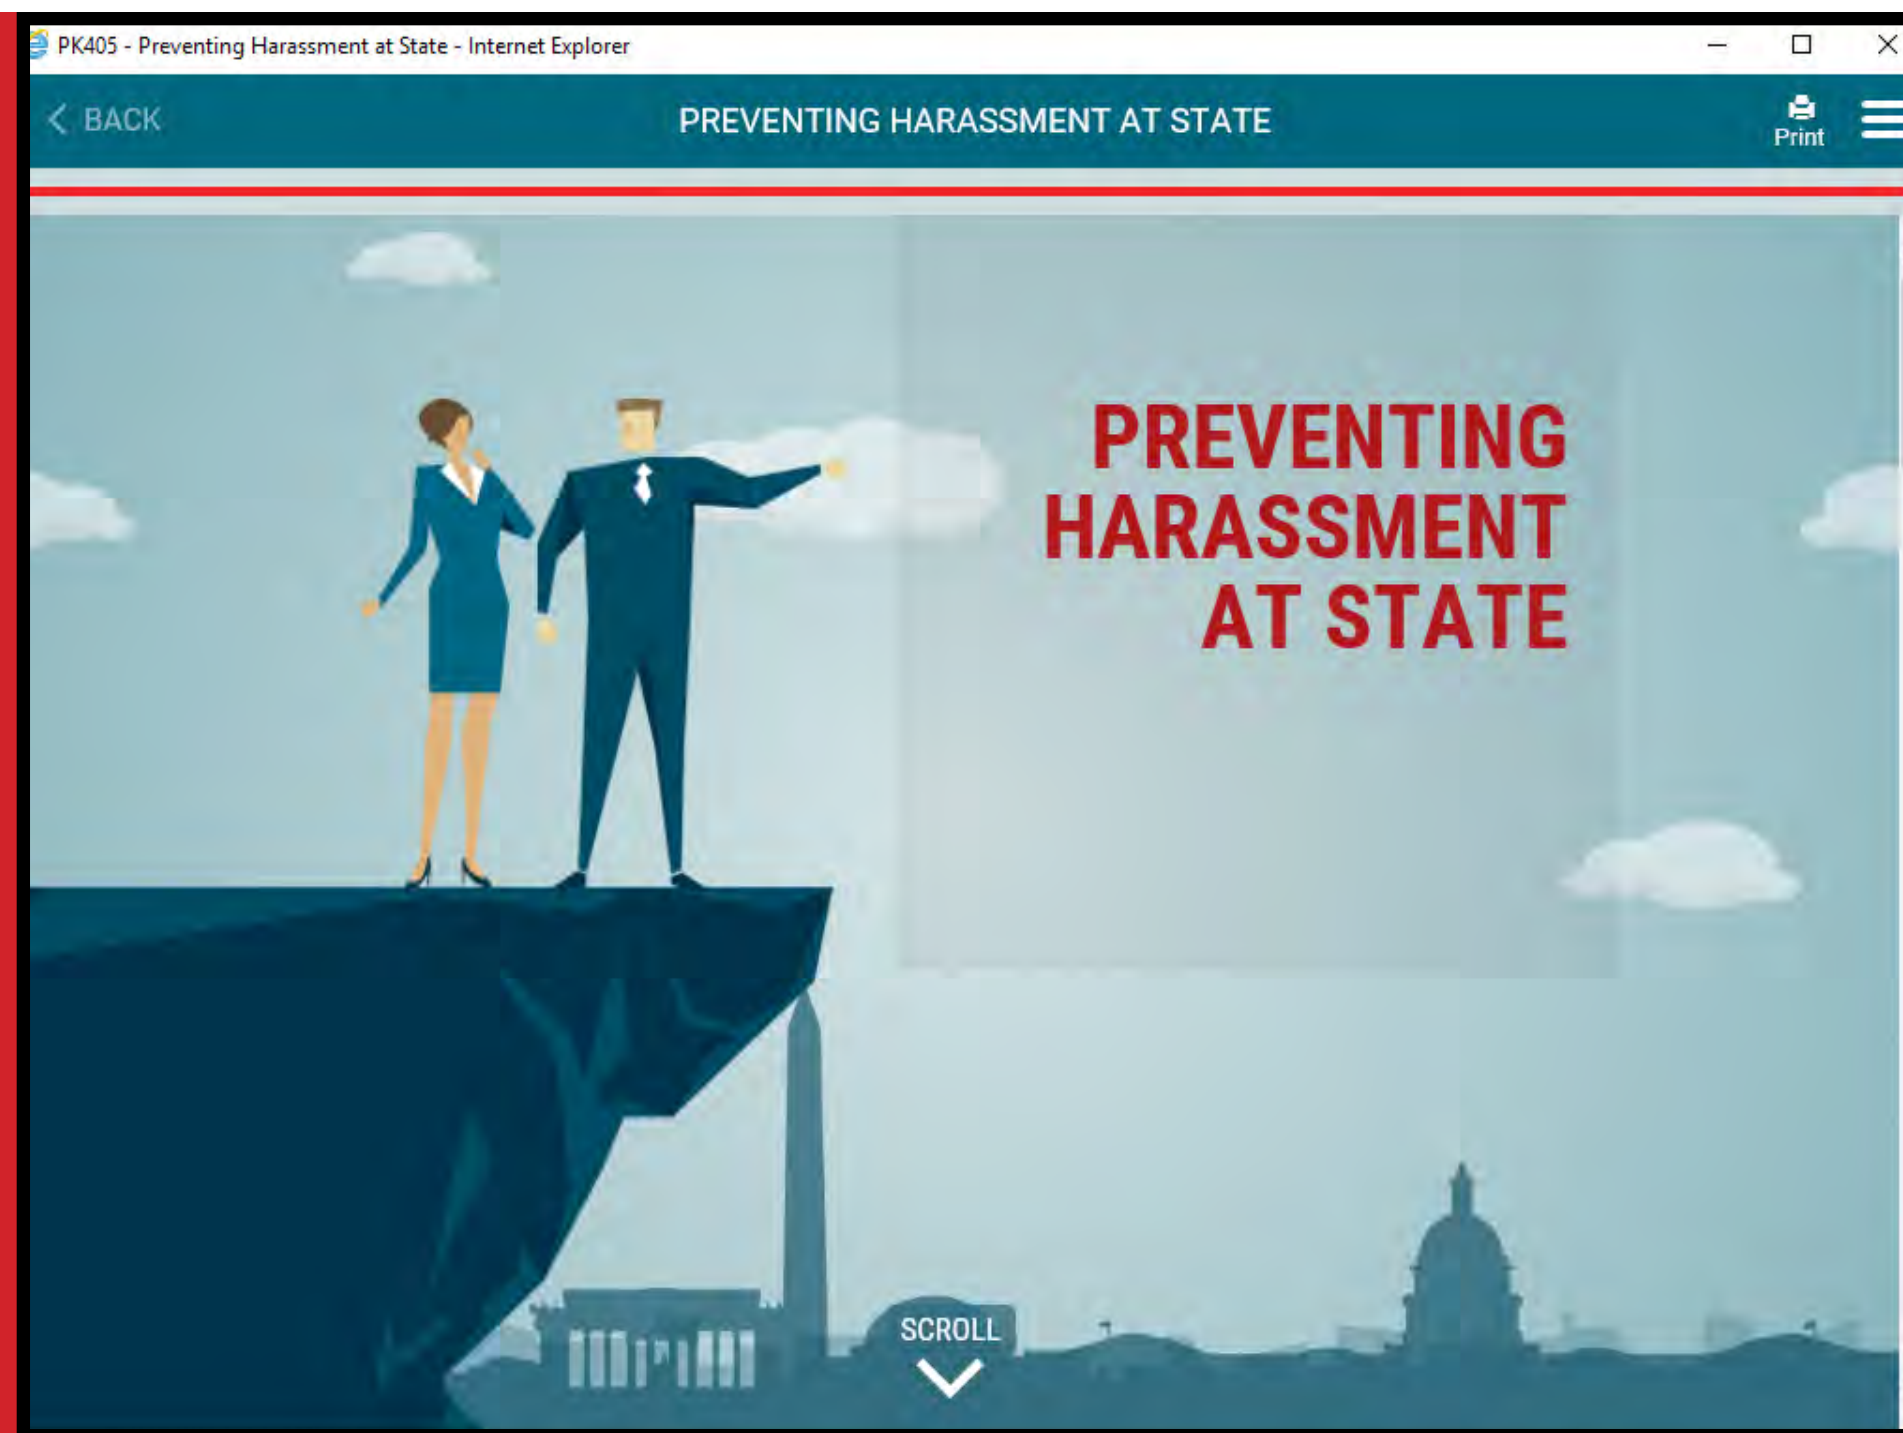 PK405 - Preventing Harassment at State - Internet Explorer
BACK
PREVENTING HARASSMENT AT STATE
Print
PREVENTING
HARASSMENT
AT STATE
SCROLL